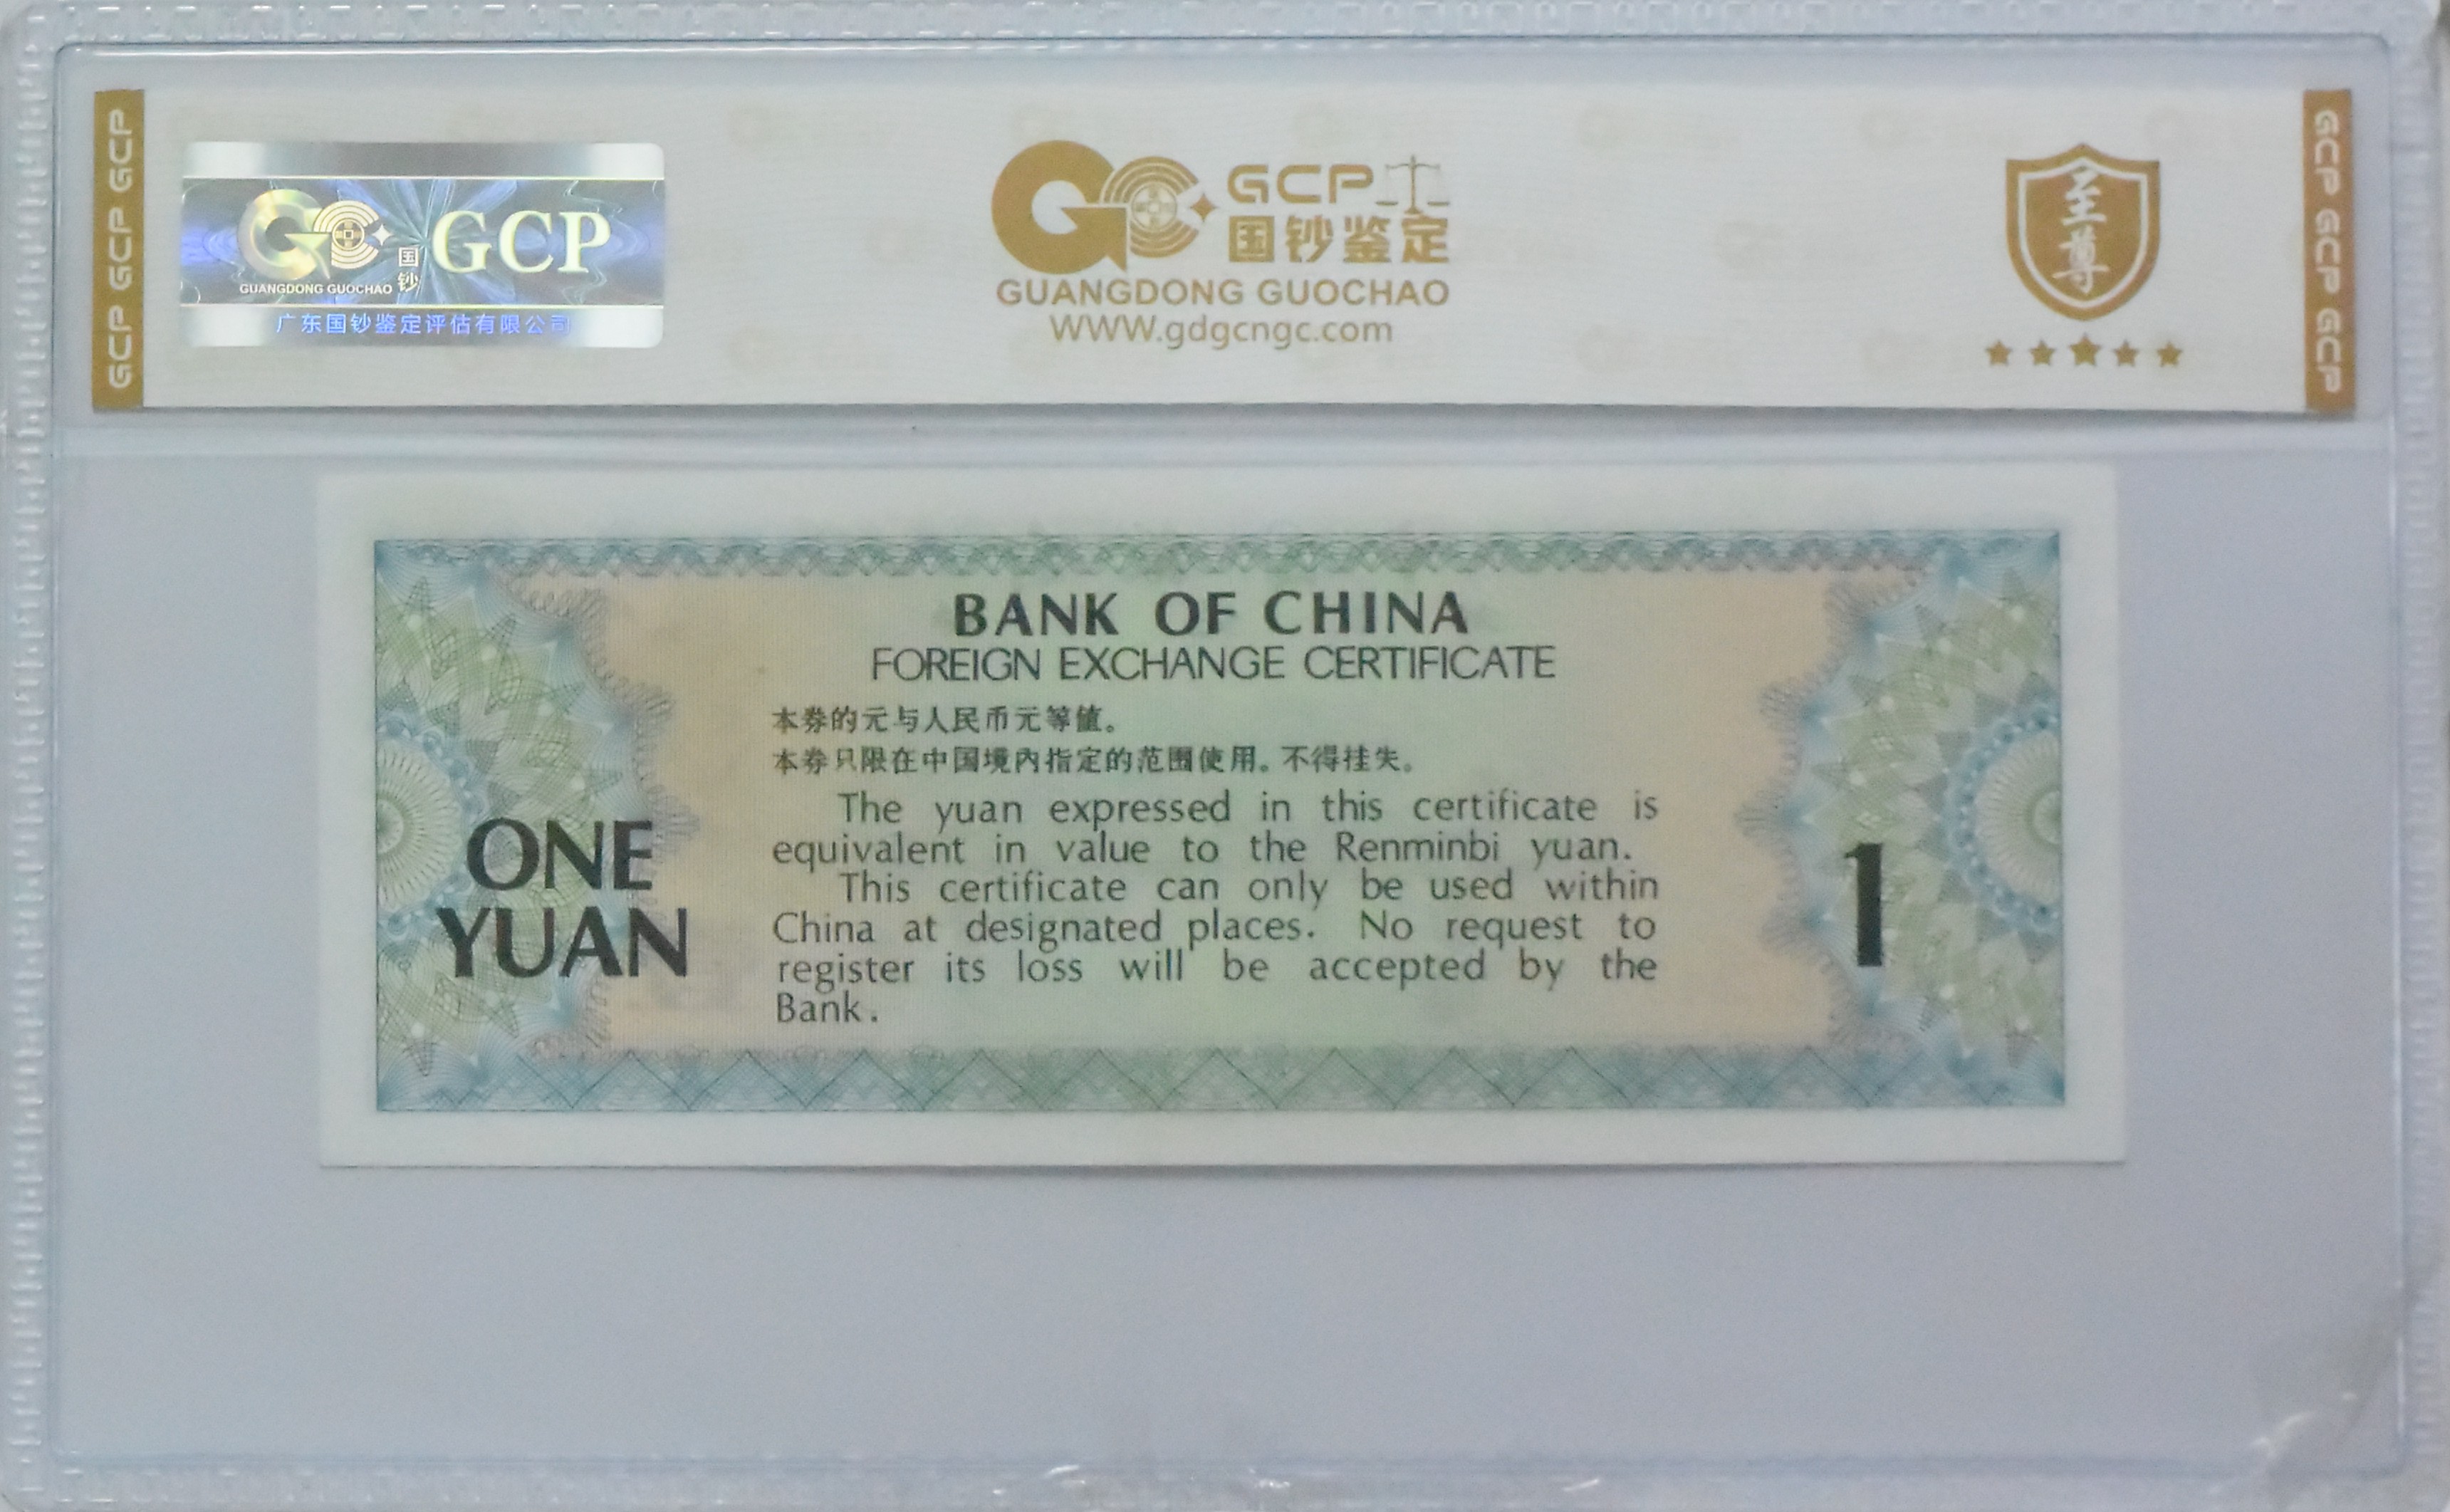 GCP GCP GCP
GC GCP
国钞
GUANGDONG GUOCHAO
广东国钞鉴定评估有限公司
GC GCP
国钞鉴定
GUANGDONG GUOCHAO
WWW.gdgcngc.com
至尊
GCP GCP GCP
BANK OF CHINA
FOREIGN EXCHANGE CERTIFICATE
本券的元与人民币元等值。
本券只限在中国境内指定的范围使用。不得挂失。
The yuan expressed in this certificate is
equivalent in value to the Renminbi yuan.
This certificate can only be used within
China at designated places. No request to
register its loss will be accepted by the
Bank.
ONE
YUAN
1